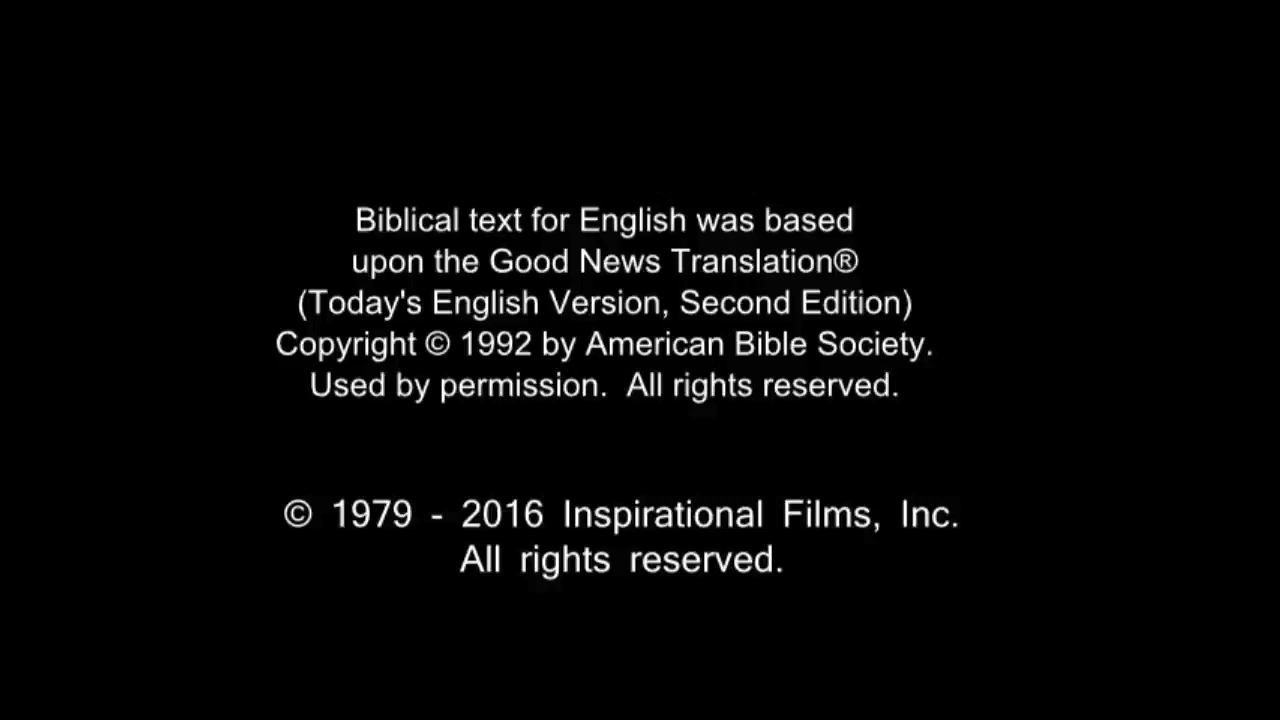 Biblical text for English was based
upon the Good News Translation®
(Today's English Version, Second Edition)
Copyright © 1992 by American Bible Society.
Used by permission.  All rights reserved.
© 1979 - 2016 Inspirational Films, Inc.
All rights reserved.